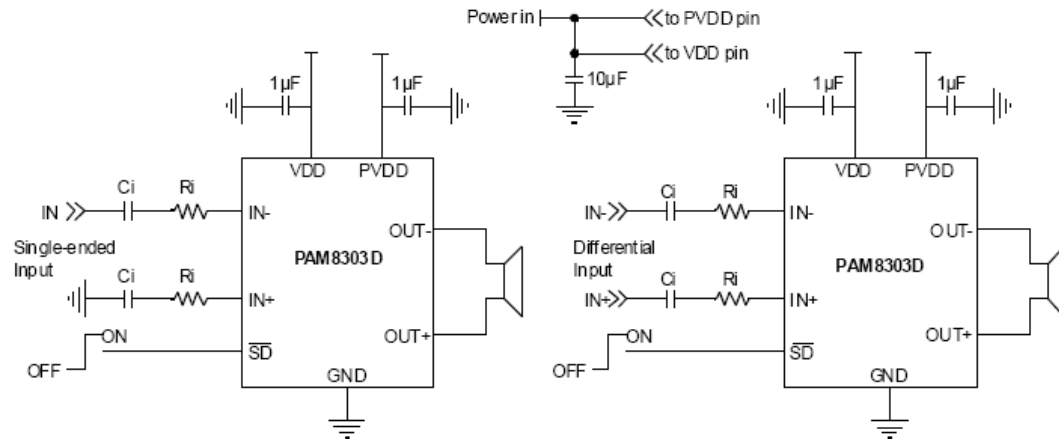 Power in
to PVDD pin
to VDD pin
10µF
1µF
1µF
VDD
PVDD
Ci
Ri
IN
IN-
OUT-
Single-ended
Input
PAM8303D
Ci
Ri
IN+
OUT+
ON
OFF
SD
GND
1µF
1µF
VDD
PVDD
Ci
Ri
IN-
IN-
OUT-
Differential
Input
PAM8303D
Ci
Ri
IN+
IN+
OUT+
ON
OFF
SD
GND